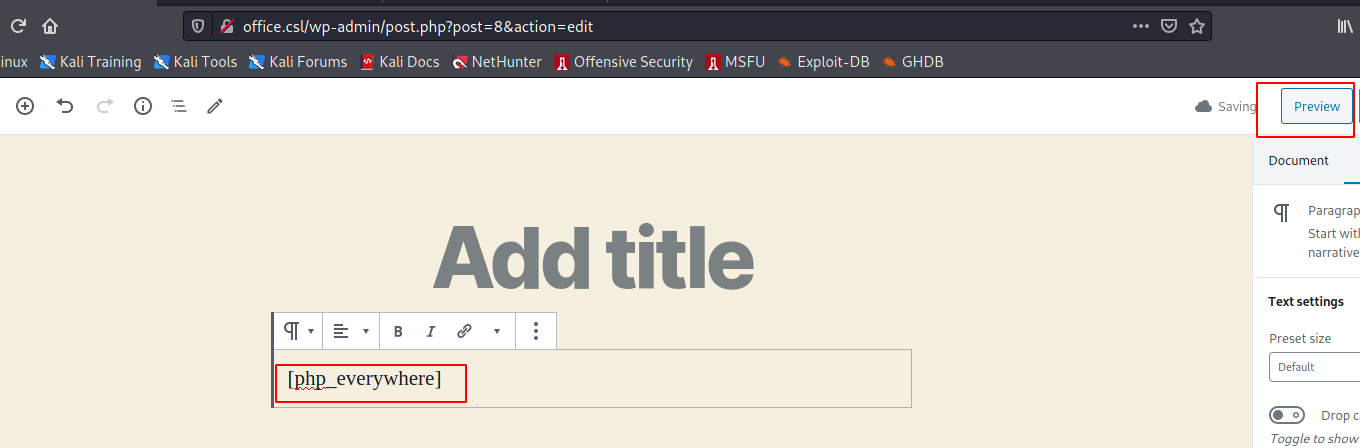 office.csl/wp-admin/post.php?post=8&action=edit
inux Kali Training Kali Tools Kali Forums Kali Docs NetHunter Offensive Security MSFU Exploit-DB GHDB
Saving Preview
Document
Add title
Paragrap
Start wit
narrative
B I
[php_everywhere]
Text settings
Preset size
Default
Drop c
Toggle to show